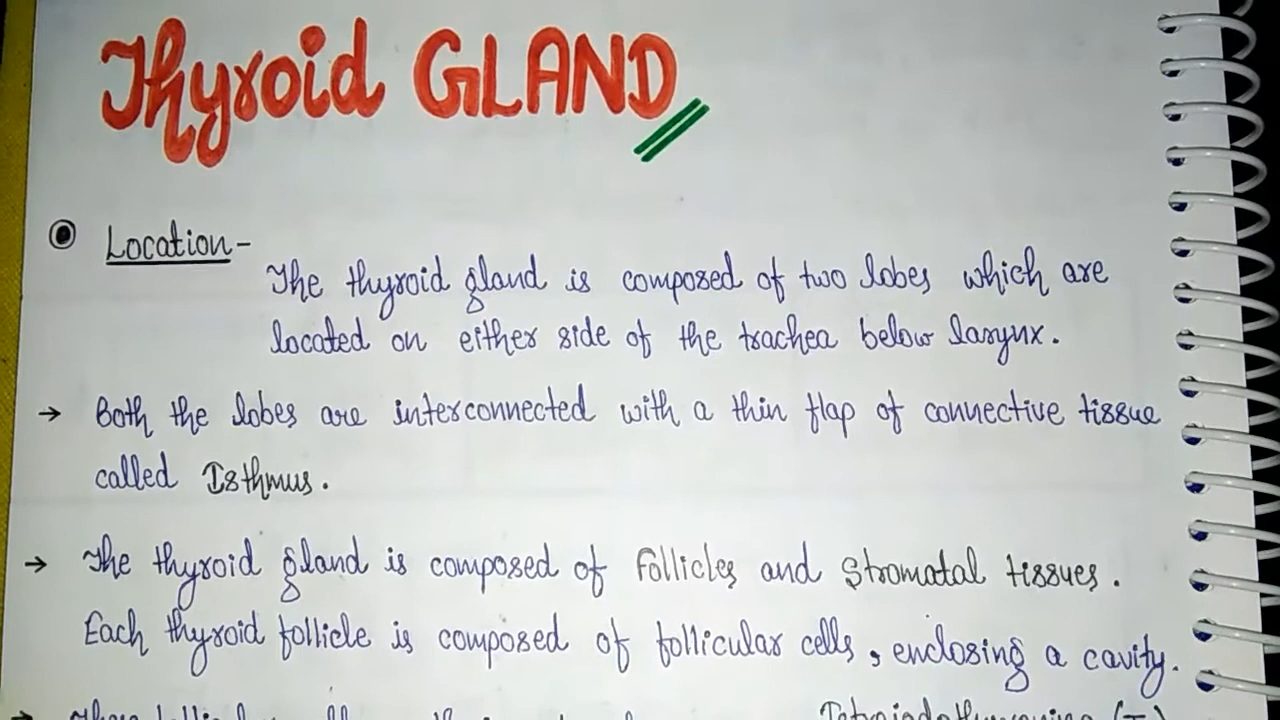 Thyroid GLAND
Location-
The thyroid gland is composed of two lobes which are
located on either side of the trachea below larynx.
→ Both the lobes are interconnected with a thin flap of connective tissue
called Isthmus.
→ The thyroid gland is composed of Follicles and Stromatal tissues.
Each thyroid follicle is composed of follicular cells, enclosing a cavity.